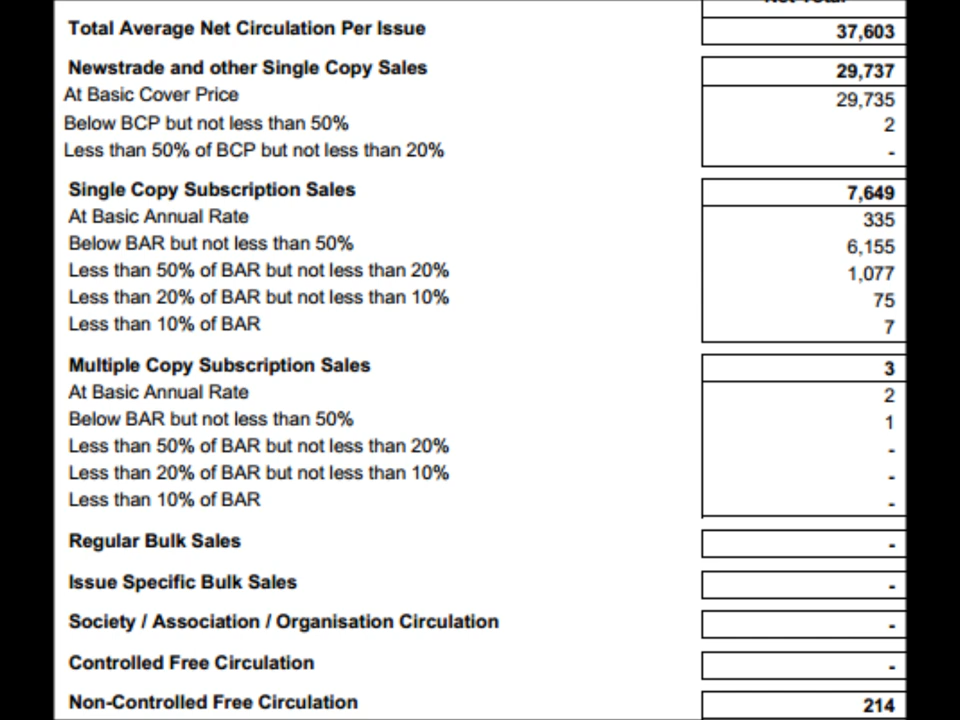 Total Average Net Circulation Per Issue 37,603
Newstrade and other Single Copy Sales 29,737
At Basic Cover Price 29,735
Below BCP but not less than 50% 2
Less than 50% of BCP but not less than 20% -
Single Copy Subscription Sales 7,649
At Basic Annual Rate 335
Below BAR but not less than 50% 6,155
Less than 50% of BAR but not less than 20% 1,077
Less than 20% of BAR but not less than 10% 75
Less than 10% of BAR 7
Multiple Copy Subscription Sales 3
At Basic Annual Rate 2
Below BAR but not less than 50% 1
Less than 50% of BAR but not less than 20% -
Less than 20% of BAR but not less than 10% -
Less than 10% of BAR -
Regular Bulk Sales -
Issue Specific Bulk Sales -
Society / Association / Organisation Circulation -
Controlled Free Circulation -
Non-Controlled Free Circulation 214